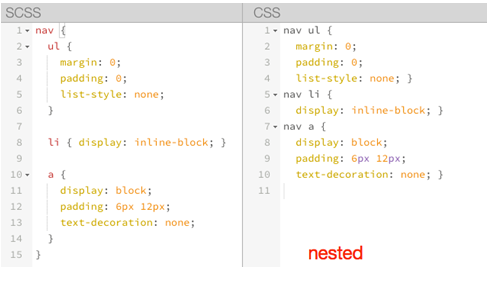 SCSS
1 nav {
2 ul {
3 margin: 0;
4 padding: 0;
5 list-style: none;
6 }
7
8 li { display: inline-block; }
9
10 a {
11 display: block;
12 padding: 6px 12px;
13 text-decoration: none;
14 }
15 }
CSS
1 nav ul {
2 margin: 0;
3 padding: 0;
4 list-style: none; }
5 nav li {
6 display: inline-block; }
7 nav a {
8 display: block;
9 padding: 6px 12px;
10 text-decoration: none; }
11
nested